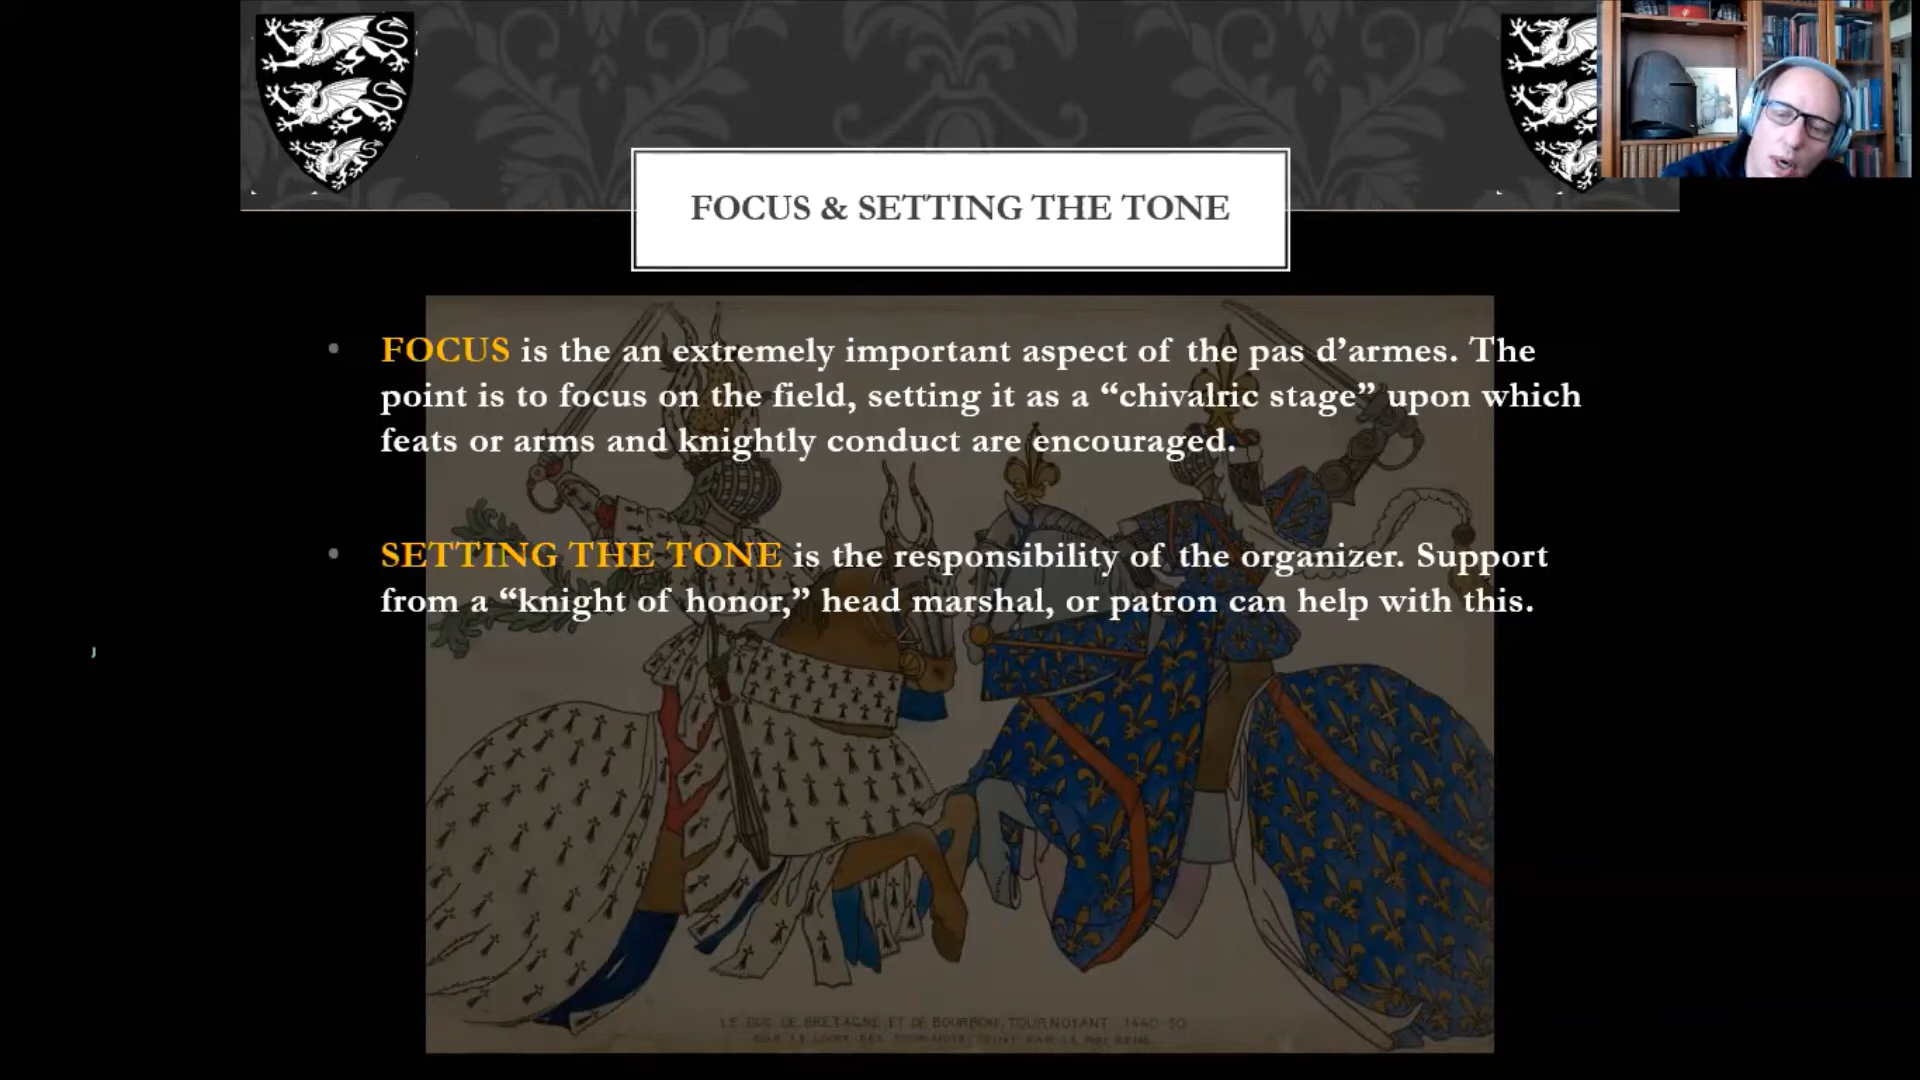 FOCUS & SETTING THE TONE
• FOCUS is the an extremely important aspect of the pas d’armes. The
point is to focus on the field, setting it as a “chivalric stage” upon which
feats or arms and knightly conduct are encouraged.
• SETTING THE TONE is the responsibility of the organizer. Support
from a “knight of honor,” head marshal, or patron can help with this.
LE DUC DE BRETAGNE ET DE BOURBON, TOURNOYANT 1440-50